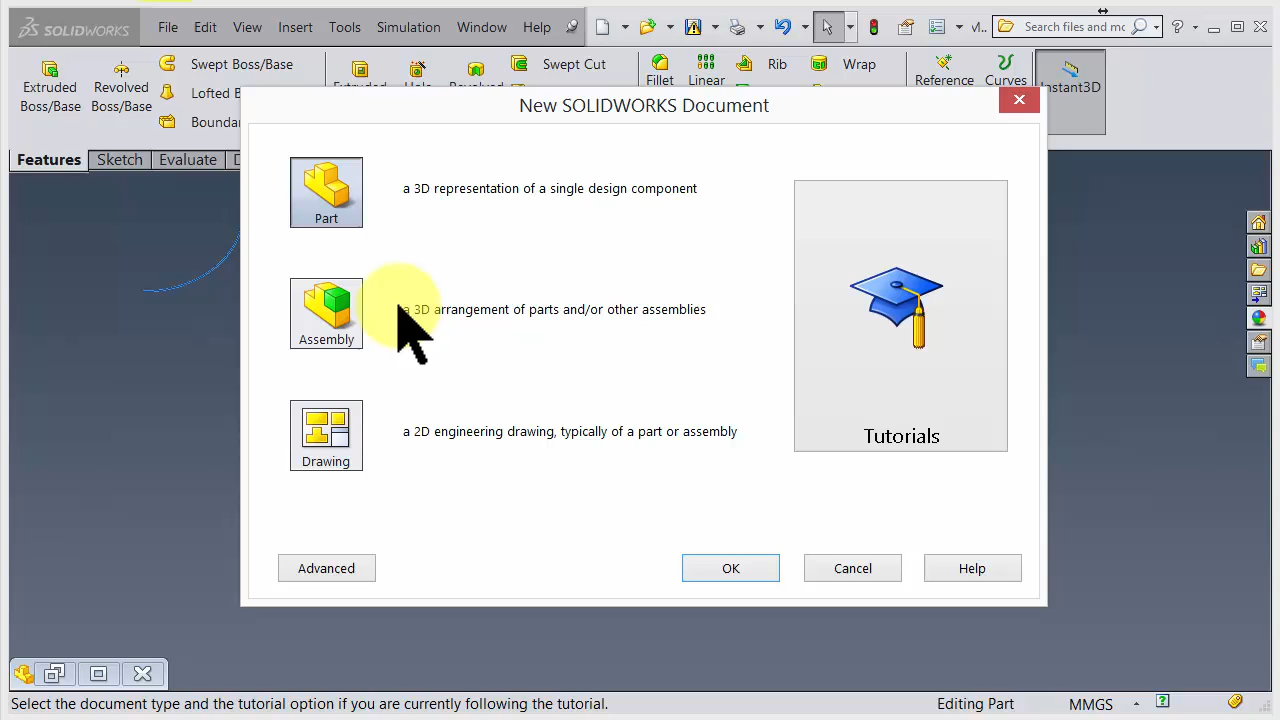 SOLIDWORKS File Edit View Insert Tools Simulation Window Help Search files and mo ?
Extruded Boss/Base
Revolved Boss/Base
Swept Boss/Base
Lofted B
Boundar
Swept Cut
Fillet
Linear
Rib
Wrap
Reference
Curves
Instant3D
Features Sketch Evaluate D
New SOLIDWORKS Document
Part
a 3D representation of a single design component
Assembly
a 3D arrangement of parts and/or other assemblies
Drawing
a 2D engineering drawing, typically of a part or assembly
Tutorials
Advanced OK Cancel Help
Select the document type and the tutorial option if you are currently following the tutorial. Editing Part MMGS